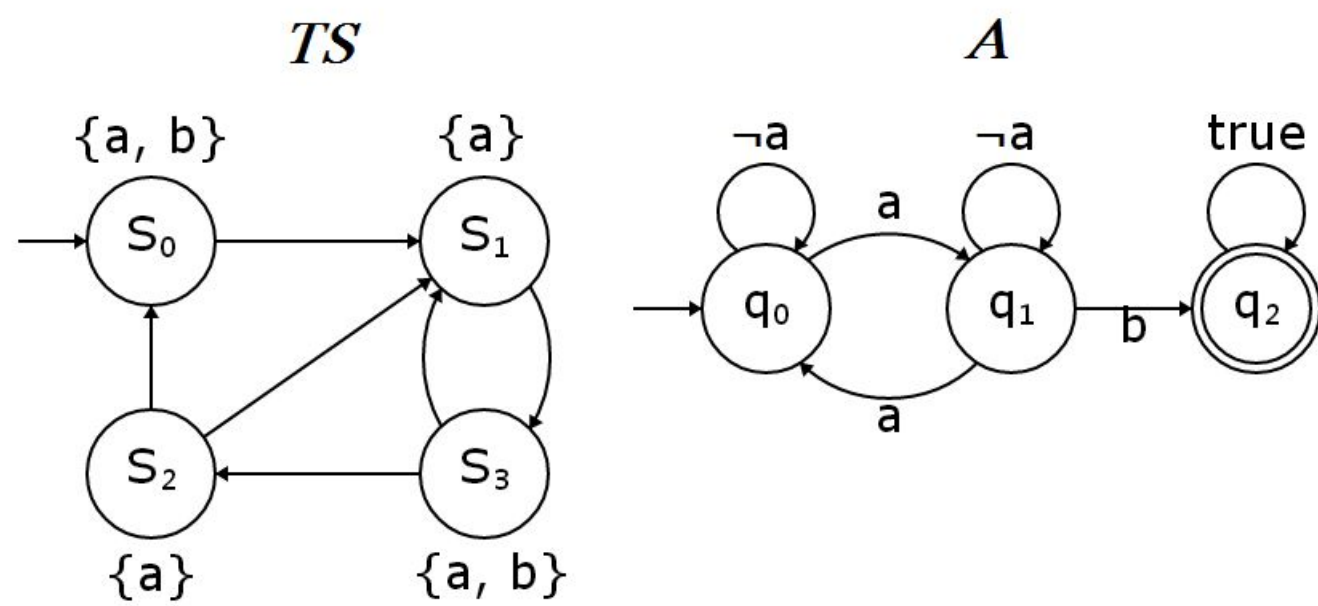 TS
A
{a, b}
{a}
¬a
¬a
true
S₀
S₁
a
q₀
q₁
b
q₂
a
S₂
S₃
{a}
{a, b}